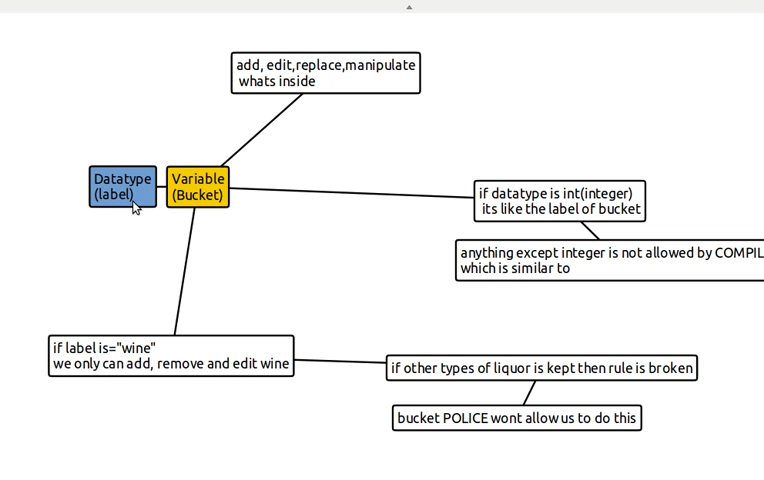 add, edit,replace,manipulate
whats inside
Datatype
(label)
Variable
(Bucket)
if datatype is int(integer)
its like the label of bucket
anything except integer is not allowed by
which is similar to
if label is="wine"
we only can add, remove and edit wine
if other types of liquor is kept then rule is broken
bucket POLICE wont allow us to do this